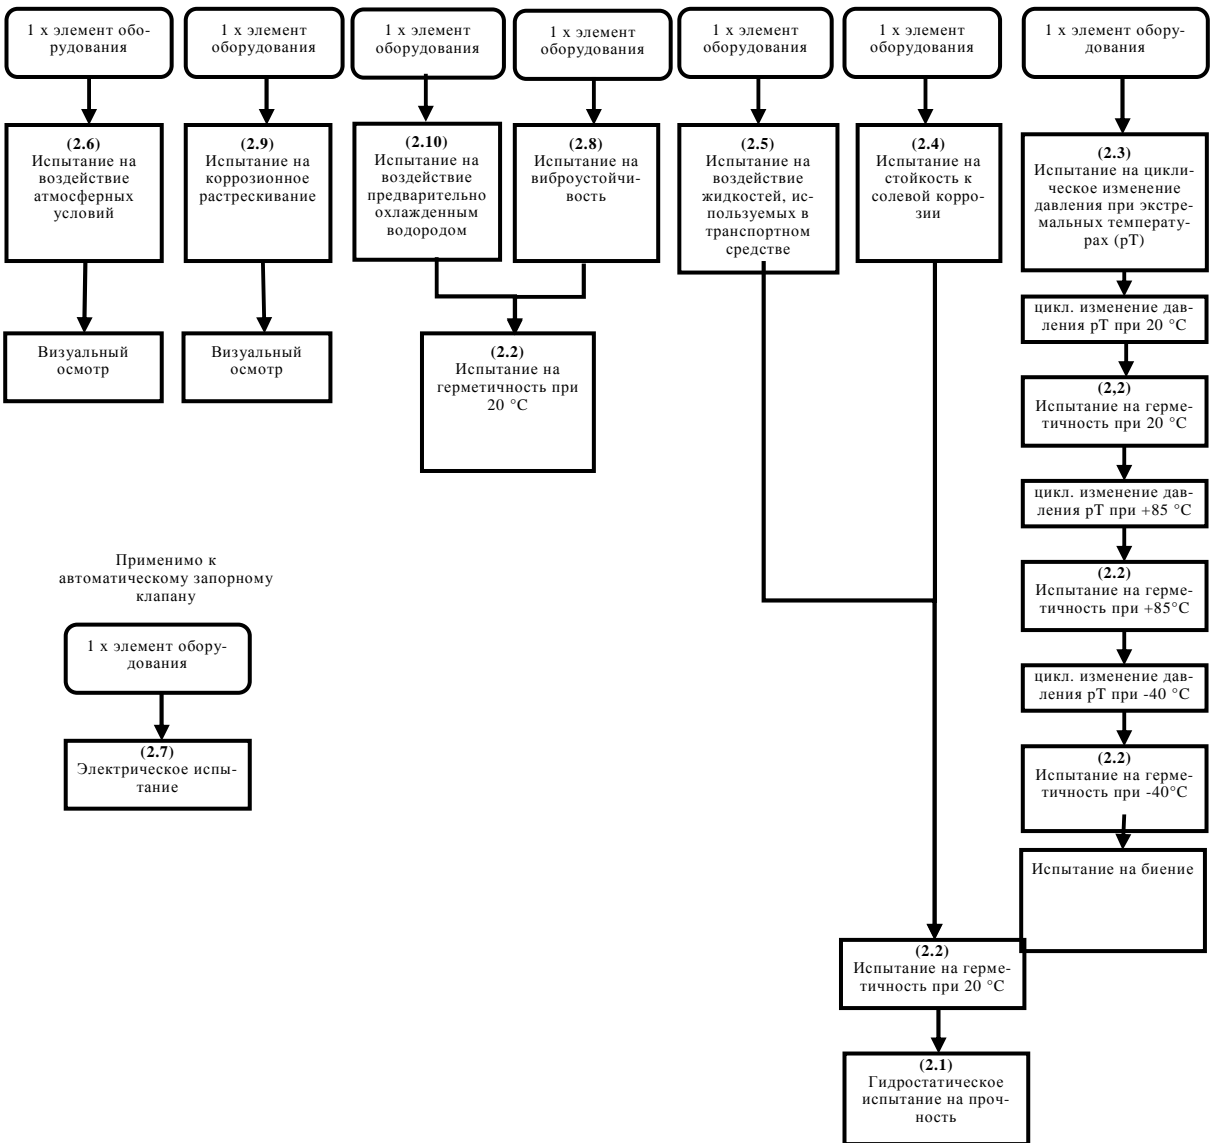 1 x элемент обо-
рудования
1 x элемент
оборудования
1 x элемент
оборудования
1 x элемент
оборудования
1 x элемент
оборудования
1 x элемент
оборудования
1 x элемент обору-
дования
(2.6)
Испытание на
воздействие
атмосферных
условий
(2.9)
Испытание на
коррозионное
растрескивание
(2.10)
Испытание на
воздействие
предварительно
охлажденным
водородом
(2.8)
Испытание на
виброустойчи-
вость
(2.5)
Испытание на
воздействие
жидкостей, ис-
пользуемых в
транспортном
средстве
(2.4)
Испытание на
стойкость к
солевой корро-
зии
(2.3)
Испытание на цикли-
ческое изменение
давления при экстре-
мальных температу-
рах (pT)
Визуальный
осмотр
Визуальный
осмотр
(2.2)
Испытание на
герметичность при
20 °C
цикл. изменение дав-
ления pT при 20 °C
(2,2)
Испытание на герме-
тичность при 20 °C
цикл. изменение дав-
ления pT при +85 °C
(2.2)
Испытание на герме-
тичность при +85°C
цикл. изменение дав-
ления pT при -40 °C
(2.2)
Испытание на герме-
тичность при -40°C
Испытание на биение
Применимо к
автоматическому запорному
клапану
1 x элемент обору-
дования
(2.7)
Электрическое испы-
тание
(2.2)
Испытание на герме-
тичность при 20 °C
(2.1)
Гидростатическое
испытание на проч-
ность